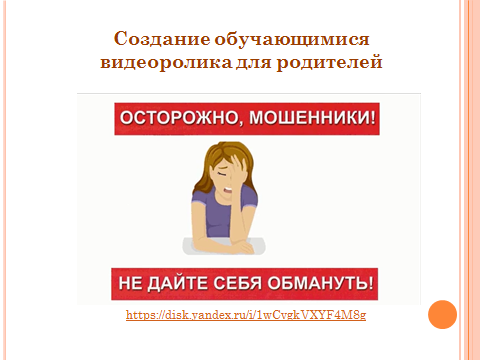 Создание обучающимися
видеоролика для родителей
ОСТОРОЖНО, МОШЕННИКИ!
НЕ ДАЙТЕ СЕБЯ ОБМАНУТЬ!
https://disk.yandex.ru/i/1wCvgkVXYF4M8g